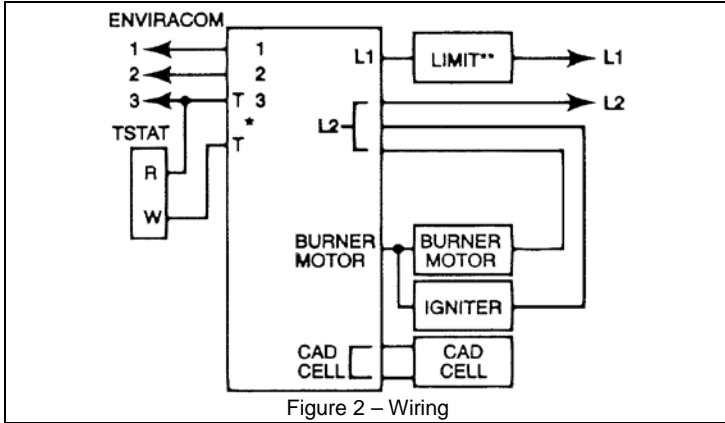 ENVIRACOM
1 1 L1 LIMIT** L1
2 2
3 T 3 L2
TSTAT * L2
R T
W
BURNER MOTOR BURNER MOTOR
IGNITER
CAD CELL CAD CELL
Figure 2 – Wiring